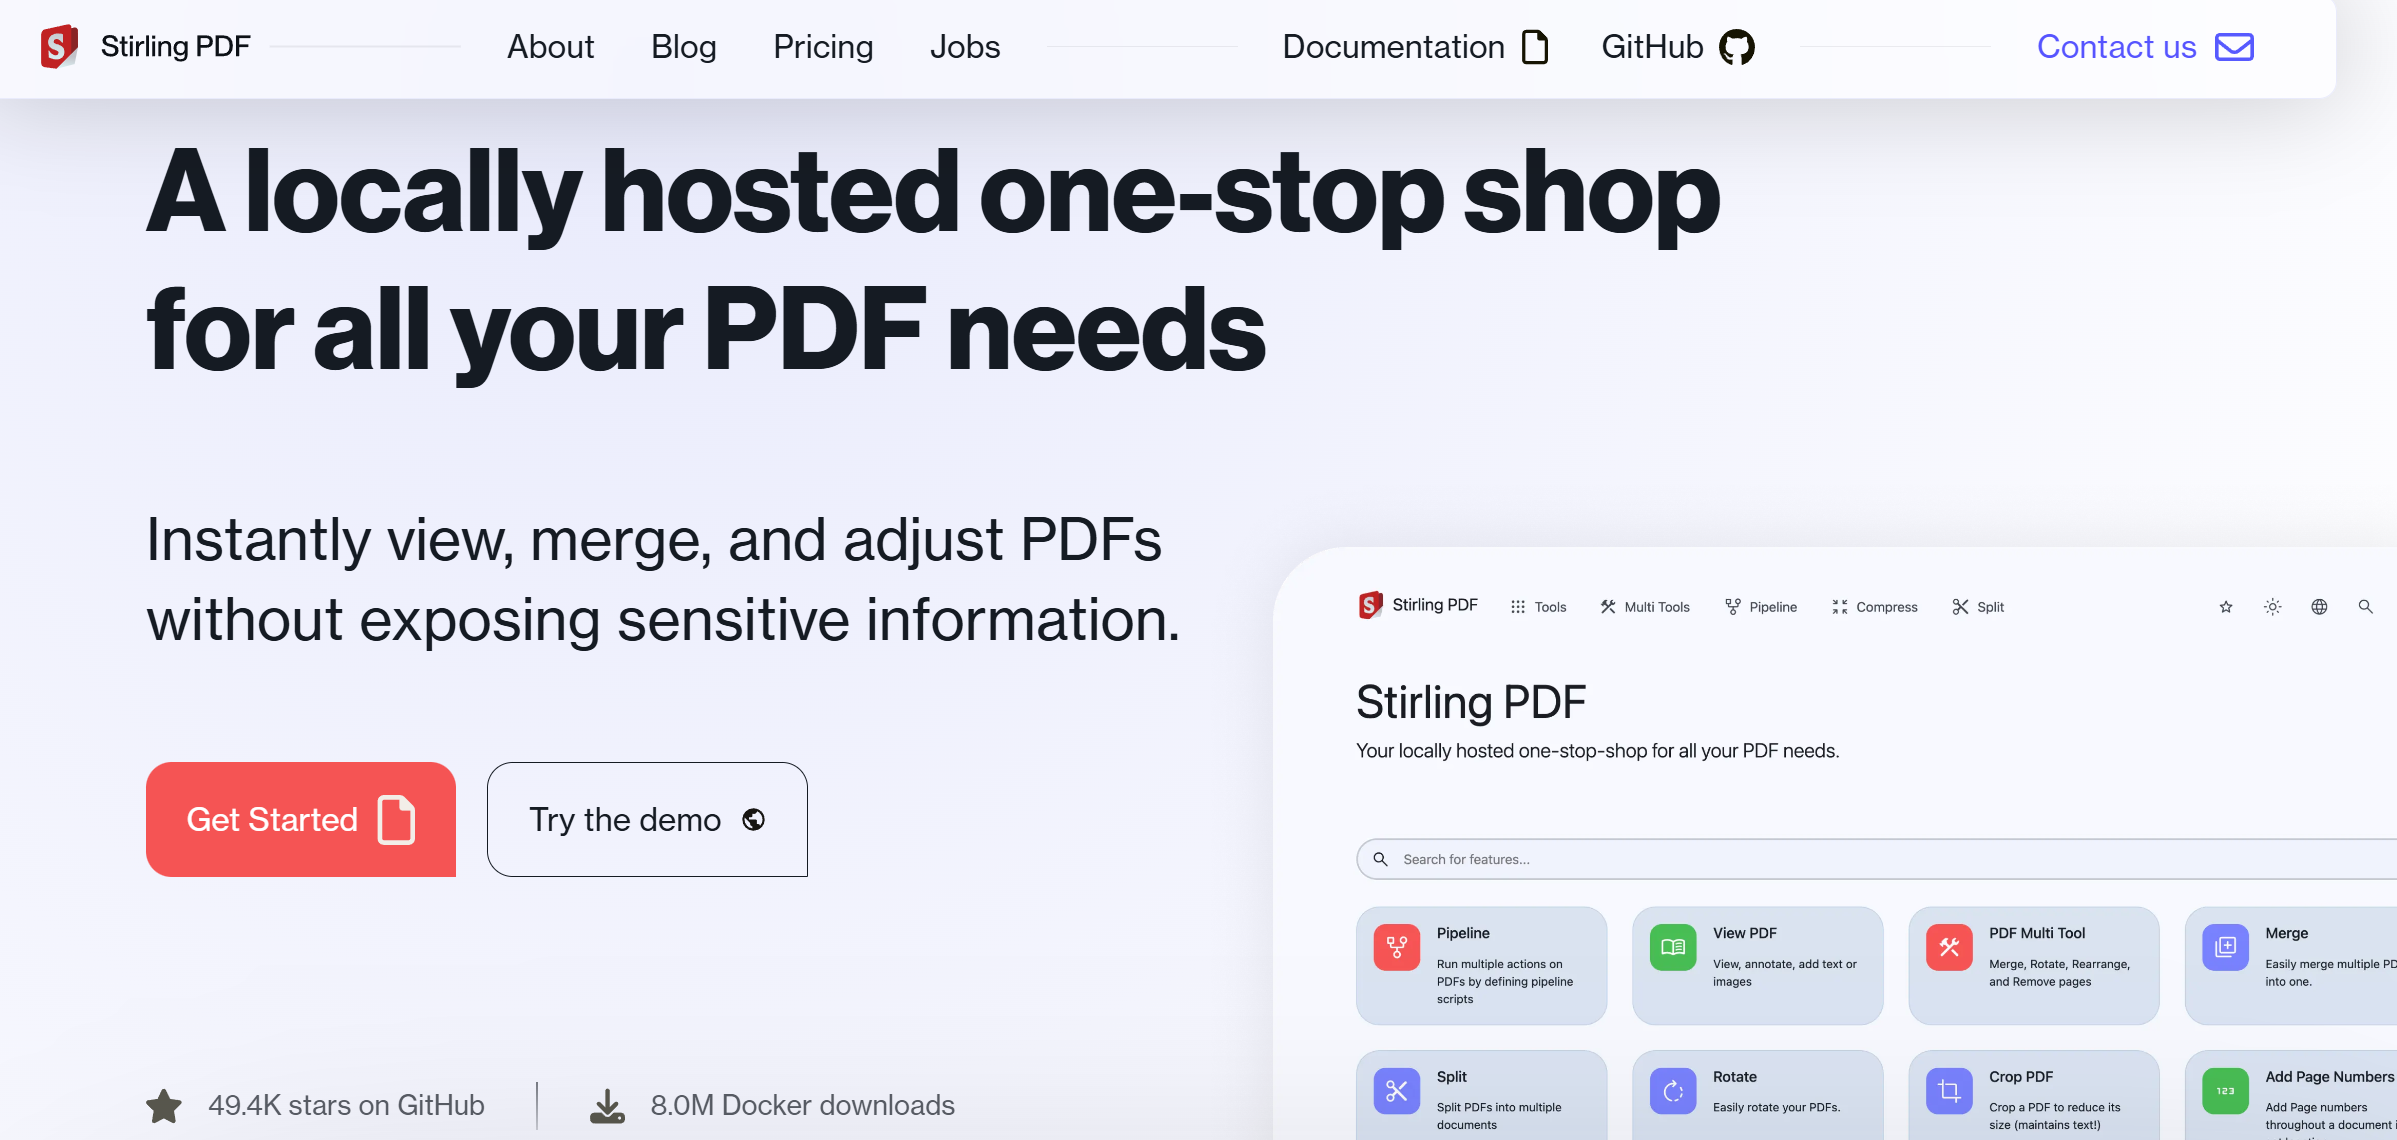 Stirling PDF
About
Blog
Pricing
Jobs
Documentation
GitHub
Contact us
A locally hosted one-stop shop
for all your PDF needs
Instantly view, merge, and adjust PDFs
without exposing sensitive information.
Get Started
Try the demo
49.4K stars on GitHub
8.0M Docker downloads
Stirling PDF
Tools
Multi Tools
Pipeline
Compress
Split
Stirling PDF
Your locally hosted one-stop-shop for all your PDF needs.
Search for features...
Pipeline
Run multiple actions on
PDFs by defining pipeline
scripts
View PDF
View, annotate, add text or
images
PDF Multi Tool
Merge, Rotate, Rearrange,
and Remove pages
Merge
Easily merge multiple PD
into one.
Split
Split PDFs into multiple
documents
Rotate
Easily rotate your PDFs.
Crop PDF
Crop a PDF to reduce its
size (maintains text!)
123
Add Page Numbers
Add Page numbers
throughout a document